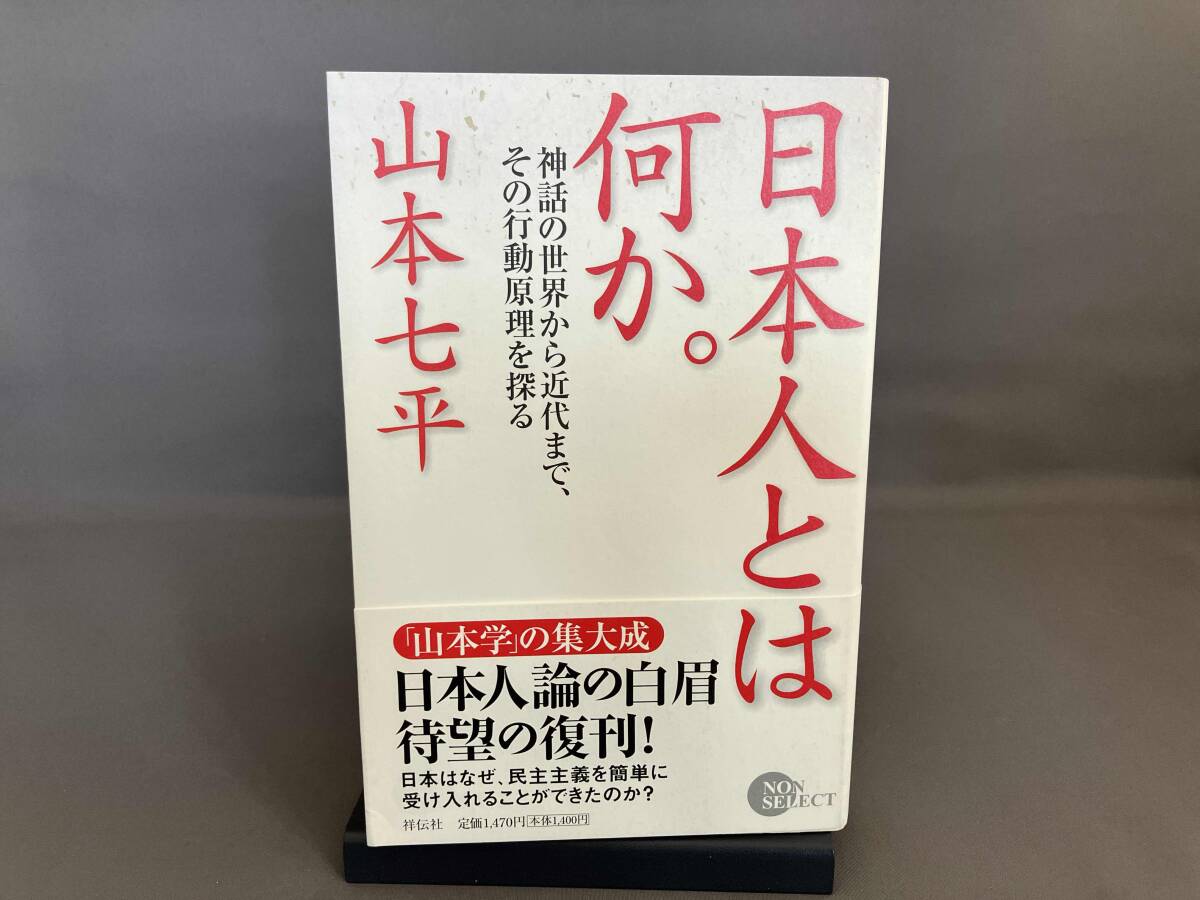 日本人とは
何か。
神話の世界から近代まで、
その行動原理を探る
山本七平
「山本学」の集大成
日本人論の白眉
待望の復刊!
日本はなぜ、民主主義を簡単に
受け入れることができたのか?
祥伝社 定価1,470円 本体1,400円
NON
SELECT